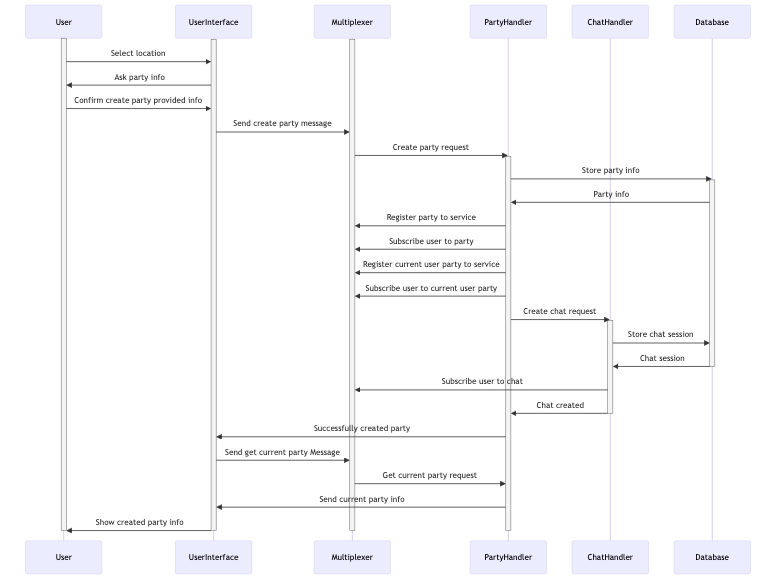 User
UserInterface
Multiplexer
PartyHandler
ChatHandler
Database
Select location
Ask party info
Confirm create party provided info
Send create party message
Create party request
Store party info
Party info
Register party to service
Subscribe user to party
Register current user party to service
Subscribe user to current user party
Create chat request
Store chat session
Chat session
Subscribe user to chat
Chat created
Successfully created party
Send get current party Message
Get current party request
Send current party info
Show created party info
User
UserInterface
Multiplexer
PartyHandler
ChatHandler
Database